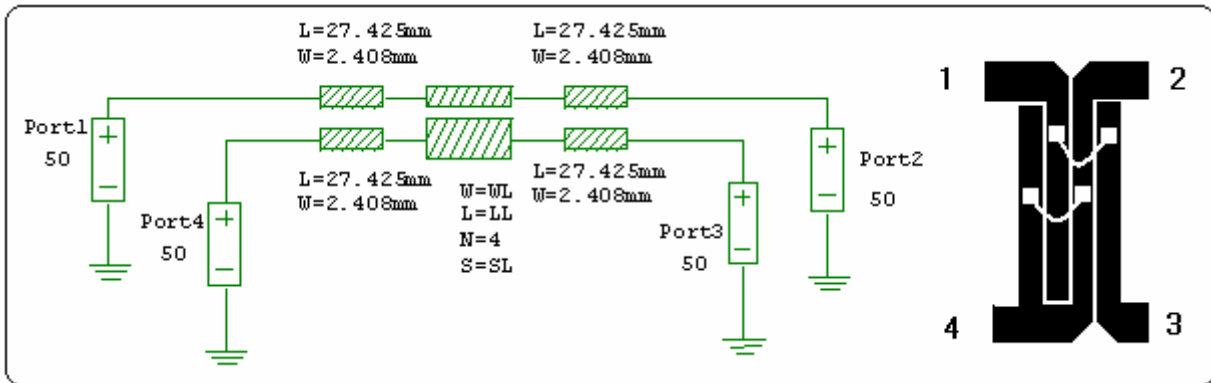 L=27.425mm
W=2.408mm
L=27.425mm
W=2.408mm
Port1
50
Port4
50
L=27.425mm
W=2.408mm
W=WL
L=LL
N=4
S=SL
L=27.425mm
W=2.408mm
Port3
50
Port2
50
1
2
4
3